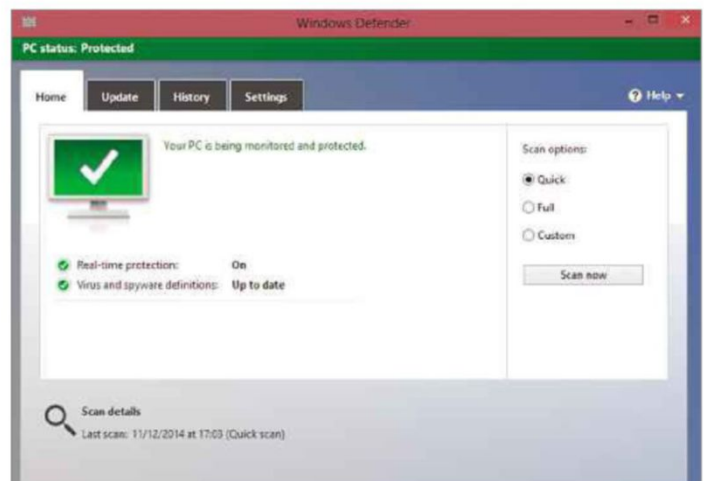 Windows Defender
PC status: Protected
Home Update History Settings Help
Your PC is being monitored and protected.
Real-time protection: On
Virus and spyware definitions: Up to date
Scan options:
Quick
Full
Custom
Scan now
Scan details
Last scan: 11/12/2014 at 17:03 (Quick scan)